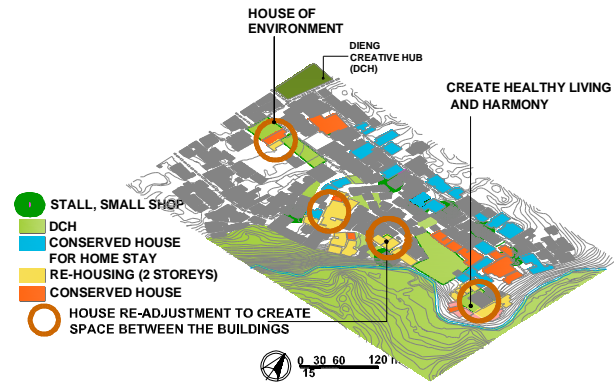 HOUSE OF
ENVIRONMENT
DIENG
CREATIVE HUB
(DCH)
CREATE HEALTHY LIVING
AND HARMONY
STALL, SMALL SHOP
DCH
CONSERVED HOUSE
FOR HOME STAY
RE-HOUSING (2 STOREYS)
CONSERVED HOUSE
HOUSE RE-ADJUSTMENT TO CREATE
SPACE BETWEEN THE BUILDINGS
0 30 60 120
15